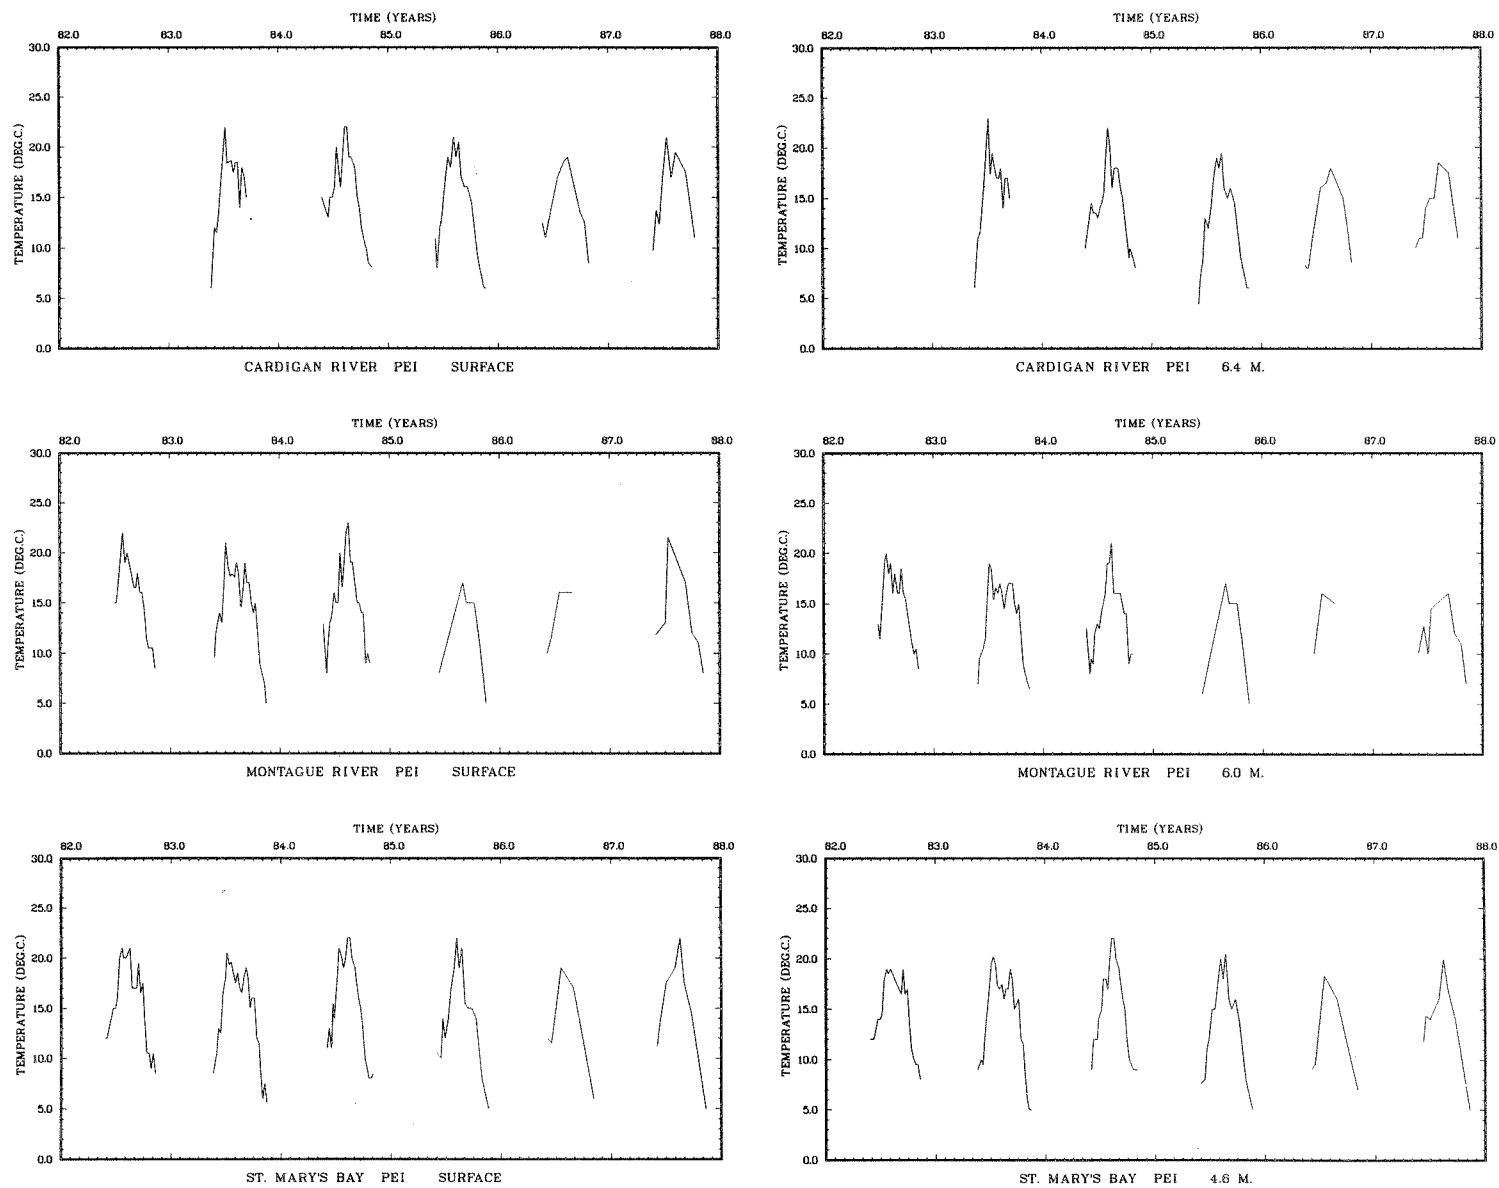 TIME (YEARS)
82.0 83.0 84.0 85.0 86.0 87.0 88.0
30.0
25.0
20.0
15.0
10.0
5.0
0.0
TEMPERATURE (DEG.C.)
CARDIGAN RIVER PEI SURFACE
TIME (YEARS)
82.0 83.0 84.0 85.0 86.0 87.0 88.0
30.0
25.0
20.0
15.0
10.0
5.0
0.0
TEMPERATURE (DEG.C.)
CARDIGAN RIVER PEI 6.4 M.
TIME (YEARS)
82.0 83.0 84.0 85.0 86.0 87.0 88.0
30.0
25.0
20.0
15.0
10.0
5.0
0.0
TEMPERATURE (DEG.C.)
MONTAGUE RIVER PEI SURFACE
TIME (YEARS)
82.0 83.0 84.0 85.0 86.0 87.0 88.0
30.0
25.0
20.0
15.0
10.0
5.0
0.0
TEMPERATURE (DEG.C.)
MONTAGUE RIVER PEI 6.0 M.
TIME (YEARS)
82.0 83.0 84.0 85.0 86.0 87.0 88.0
30.0
25.0
20.0
15.0
10.0
5.0
0.0
TEMPERATURE (DEG.C.)
ST. MARY'S BAY PEI SURFACE
TIME (YEARS)
82.0 83.0 84.0 85.0 86.0 87.0 88.0
30.0
25.0
20.0
15.0
10.0
5.0
0.0
TEMPERATURE (DEG.C.)
ST. MARY'S BAY PEI 4.6 M.